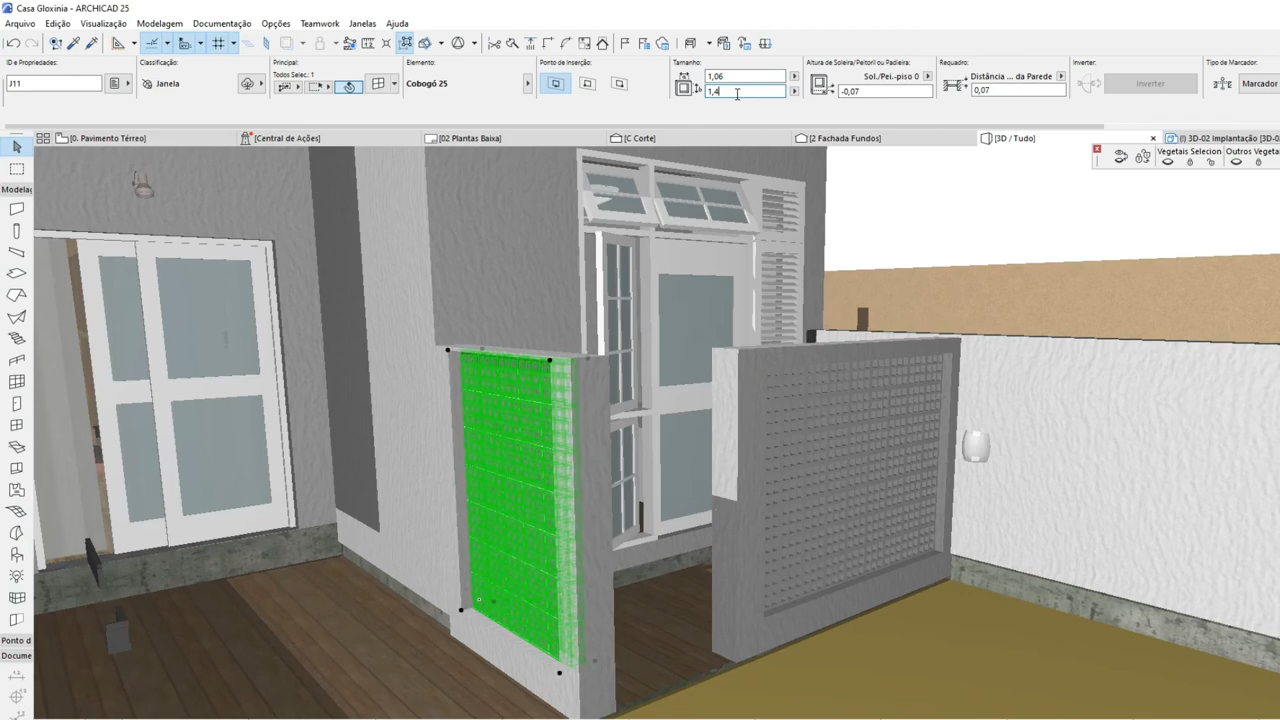 Casa Gloxinia - ARCHICAD 25
Arquivo Edição Visualização Modelagem Documentação Opções Teamwork Janelas Ajuda
ID e Propriedades: Classificação: Principal: Elemento: Ponto de Inserção: Tamanho: Altura de Soleira/Peitoril ou Padieira: Requadro: Inverter: Tipo de Marcador
Todos Selec.: 1
J11 Janela Cobogó 25 1,06 Sol./Pei.-piso 0 Distância ... da Parede Inverter Marcador
1,4 -0,07 0,07
[0. Pavimento Térreo] [Central de Ações] [02 Plantas Baixa] [C Corte] [2 Fachada Fundos] [3D / Tudo] (!) 3D-02 Implantação [3D-0
Vegetais Selecion Outros Vegeta
Modelag
Ponto d
Docume